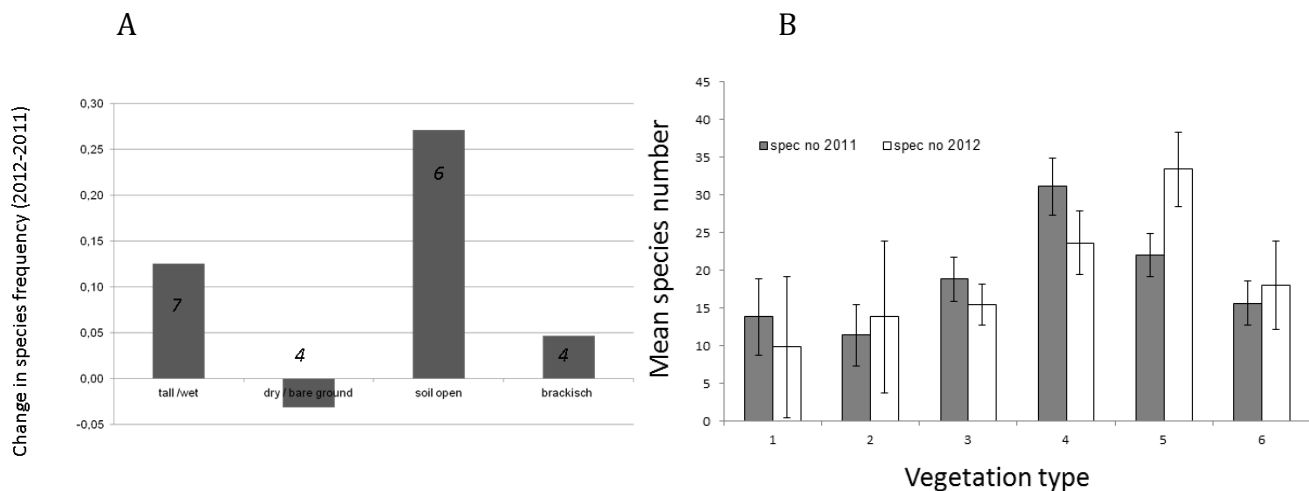 A
B
Change in species frequency (2012-2011)
0,30
0,25
0,20
0,15
0,10
0,05
0,00
-0,05
7
4
6
4
tall /wet
dry / bare ground
soil open
brackisch
Mean species number
45
40
35
30
25
20
15
10
5
0
spec no 2011
spec no 2012
1
2
3
4
5
6
Vegetation type